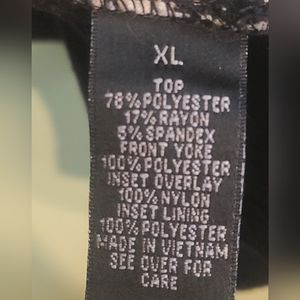 XL
TOP
78% POLYESTER
17% RAYON
5% SPANDEX
FRONT YOKE
100% POLYESTER
INSET OVERLAY
100% NYLON
INSET LINING
100% POLYESTER
MADE IN VIETNAM
SEE OVER FOR
CARE